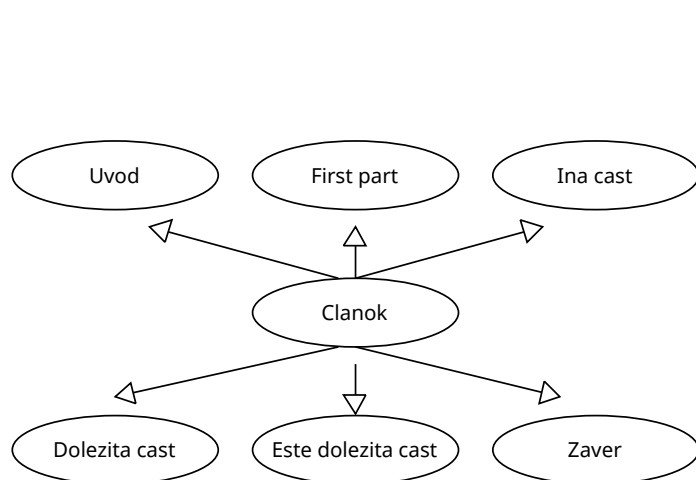 Uvod
First part
Ina cast
Clanok
Dolezita cast
Este dolezita cast
Zaver